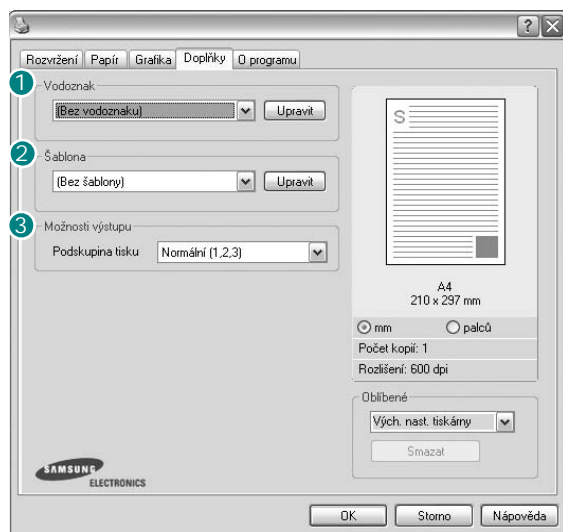 Rozvržení Papír Grafika Doplňky O programu
1 Vodoznak
(Bez vodoznaku) Upravit
2 Šablona
(Bez šablony) Upravit
3 Možnosti výstupu
Podskupina tisku Normální (1,2,3)
S
A4
210 x 297 mm
mm palců
Počet kopií: 1
Rozlišení: 600 dpi
Oblíbené
Vých. nast. tiskárny
Smazat
SAMSUNG
ELECTRONICS
OK Storno Nápověda